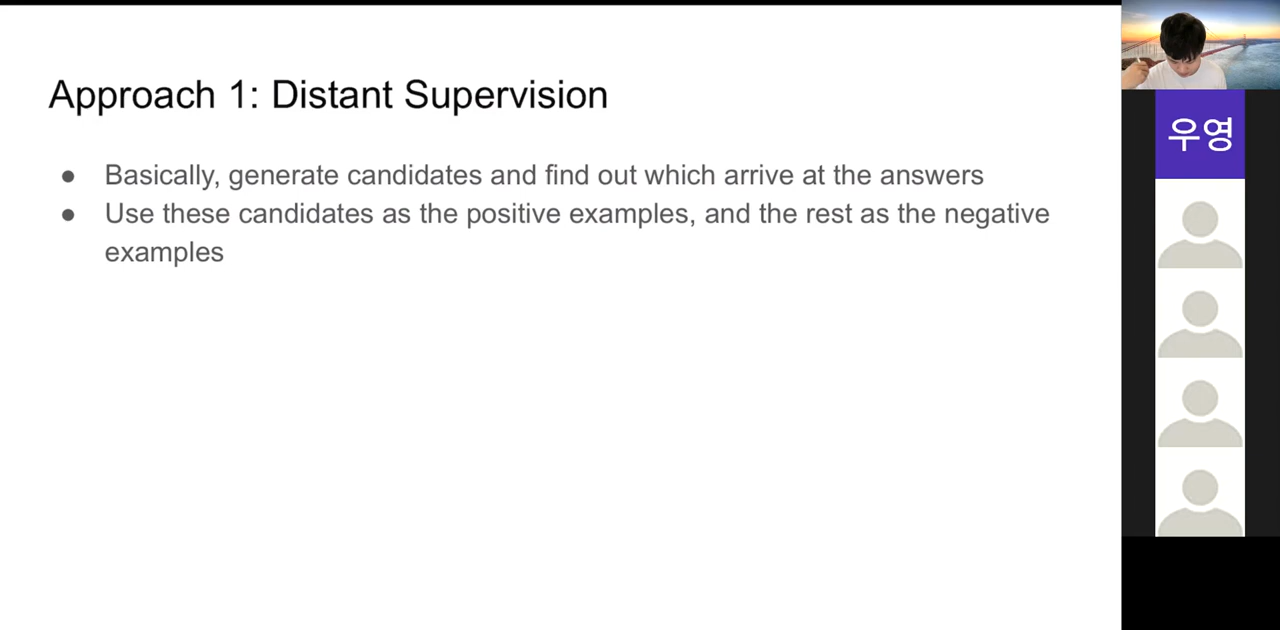 Approach 1: Distant Supervision
● Basically, generate candidates and find out which arrive at the answers
● Use these candidates as the positive examples, and the rest as the negative
examples
우영